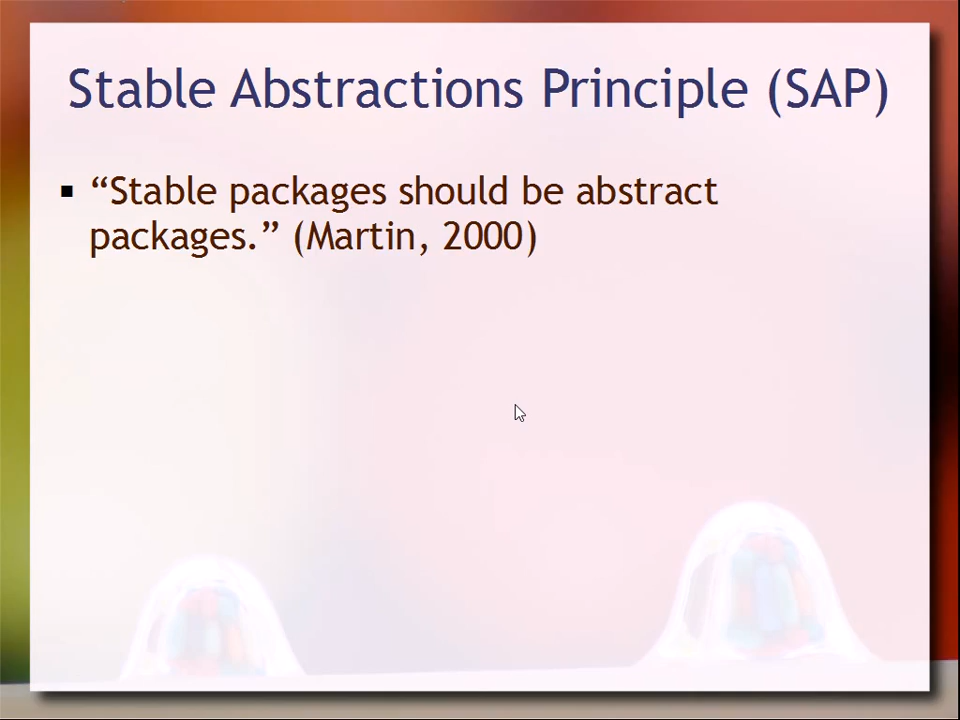 Stable Abstractions Principle (SAP)
▪ “Stable packages should be abstract
packages.” (Martin, 2000)